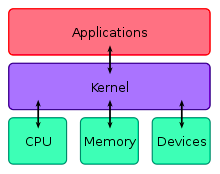 Applications
Kernel
CPU
Memory
Devices